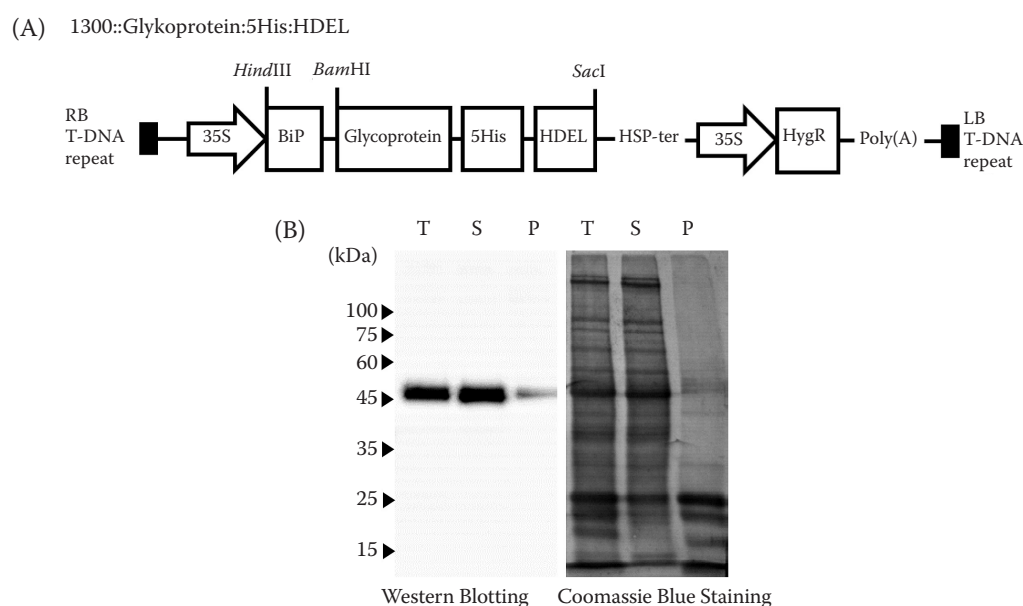 (A) 1300::Glykoprotein:5His:HDEL
HindIII BamHI SacI
RB
T-DNA
repeat
35S BiP Glycoprotein 5His HDEL HSP-ter 35S HygR Poly(A)
LB
T-DNA
repeat
(B) T S P T S P
(kDa)
100
75
60
45
35
25
15
Western Blotting Coomassie Blue Staining